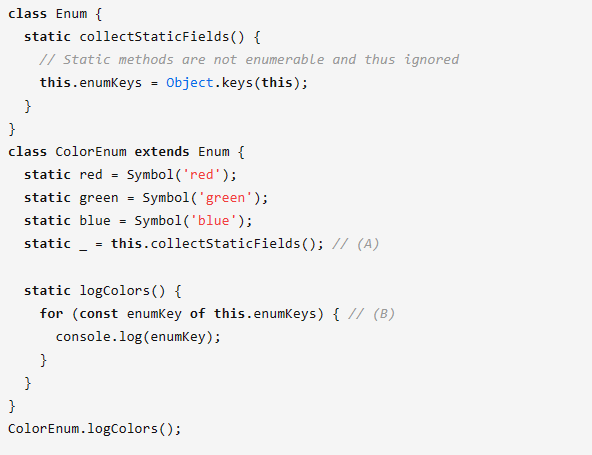 class Enum {
  static collectStaticFields() {
    // Static methods are not enumerable and thus ignored
    this.enumKeys = Object.keys(this);
  }
}
class ColorEnum extends Enum {
  static red = Symbol('red');
  static green = Symbol('green');
  static blue = Symbol('blue');
  static _ = this.collectStaticFields(); // (A)

  static logColors() {
    for (const enumKey of this.enumKeys) { // (B)
      console.log(enumKey);
    }
  }
}
ColorEnum.logColors();